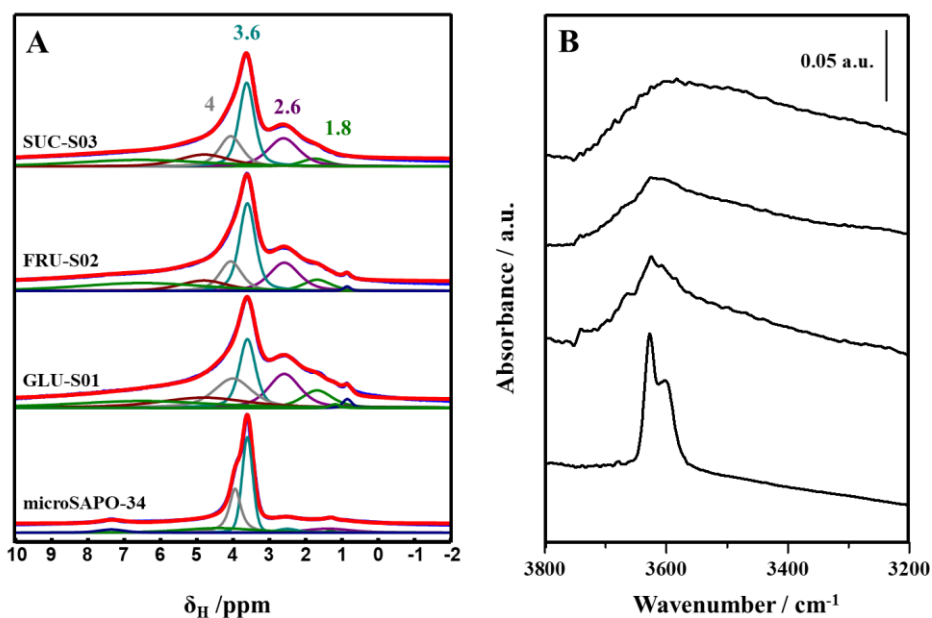 A
3.6
4
2.6
1.8
SUC-S03
FRU-S02
GLU-S01
microSAPO-34
10 9 8 7 6 5 4 3 2 1 0 -1 -2
δH /ppm
B
0.05 a.u.
Absorbance / a.u.
3800 3600 3400 3200
Wavenumber / cm-1